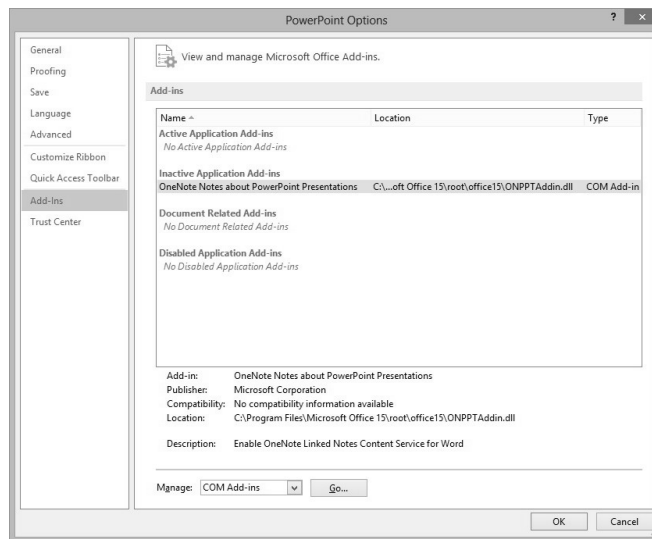 PowerPoint Options
? ×
General
Proofing
Save
Language
Advanced
Customize Ribbon
Quick Access Toolbar
Add-Ins
Trust Center
View and manage Microsoft Office Add-ins.
Add-ins
Name Location Type
Active Application Add-ins
No Active Application Add-ins
Inactive Application Add-ins
OneNote Notes about PowerPoint Presentations C:\...oft Office 15\root\office15\ONPPTAddin.dll COM Add-in
Document Related Add-ins
No Document Related Add-ins
Disabled Application Add-ins
No Disabled Application Add-ins
Add-in: OneNote Notes about PowerPoint Presentations
Publisher: Microsoft Corporation
Compatibility: No compatibility information available
Location: C:\Program Files\Microsoft Office 15\root\office15\ONPPTAddin.dll
Description: Enable OneNote Linked Notes Content Service for Word
Manage: COM Add-ins Go...
OK Cancel